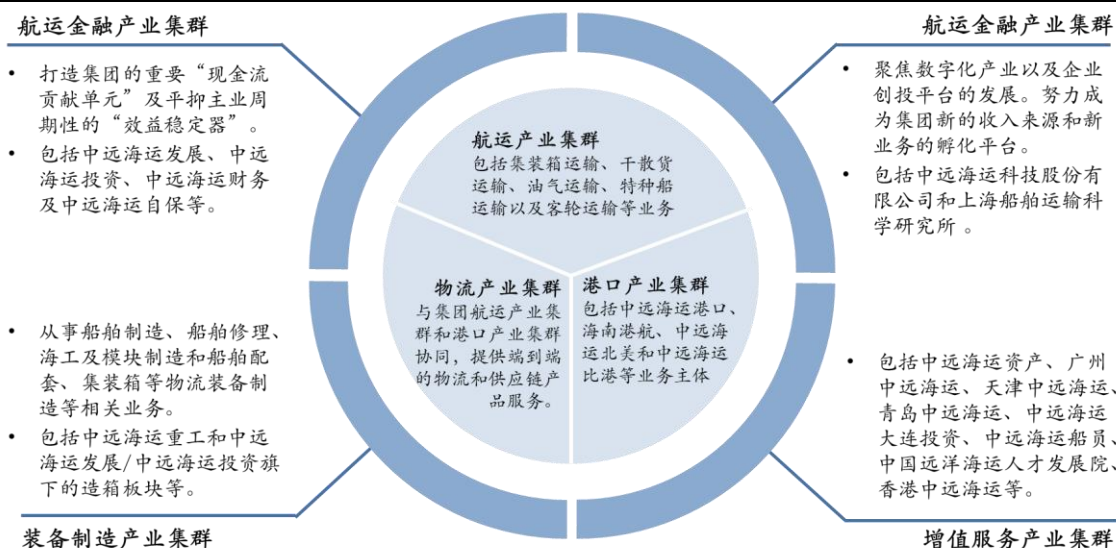 航运金融产业集群
• 打造集团的重要“现金流
贡献单元”及平抑主业周
期性的“效益稳定器”。
• 包括中远海运发展、中远
海运投资、中远海运财务
及中远海运自保等。
航运金融产业集群
• 聚焦数字化产业以及企业
创投平台的发展。努力成
为集团新的收入来源和新
业务的孵化平台。
• 包括中远海运科技股份有
限公司和上海船舶运输科
学研究所。
航运产业集群
包括集装箱运输、干散货
运输、油气运输、特种船
运输以及客轮运输等业务
物流产业集群
与集团航运产业集
群和港口产业集群
协同，提供端到端
的物流和供应链产
品服务。
港口产业集群
包括中远海运港口、
海南港航、中远海
运北美和中远海运
比港等业务主体
• 从事船舶制造、船舶修理、
海工及模块制造和船舶配
套、集装箱等物流装备制
造等相关业务。
• 包括中远海运重工和中远
海运发展/中远海运投资旗
下的造箱板块等。
装备制造产业集群
• 包括中远海运资产、广州
中远海运、天津中远海运、
青岛中远海运、中远海运
大连投资、中远海运船员、
中国远洋海运人才发展院、
香港中远海运等。
增值服务产业集群